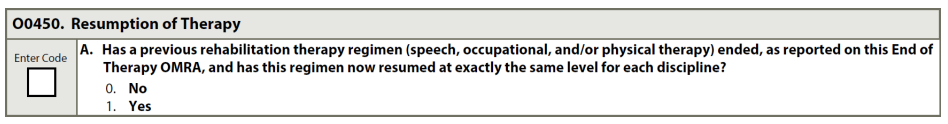 O0450. Resumption of Therapy
Enter Code
A. Has a previous rehabilitation therapy regimen (speech, occupational, and/or physical therapy) ended, as reported on this End of
Therapy OMRA, and has this regimen now resumed at exactly the same level for each discipline?
0. No
1. Yes